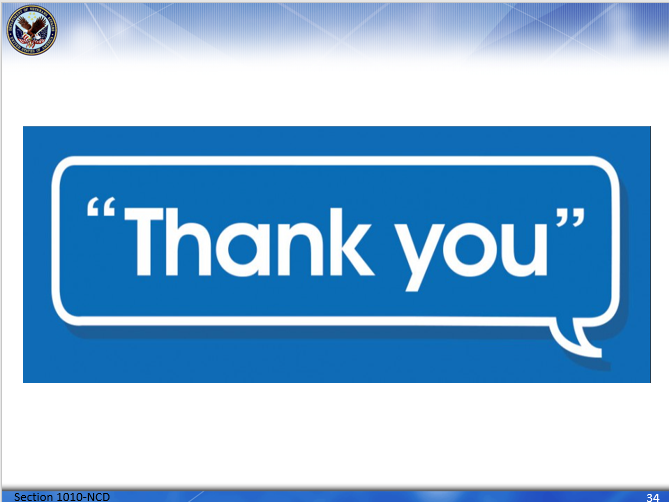 “Thank you”
Section 1010-NCD
34